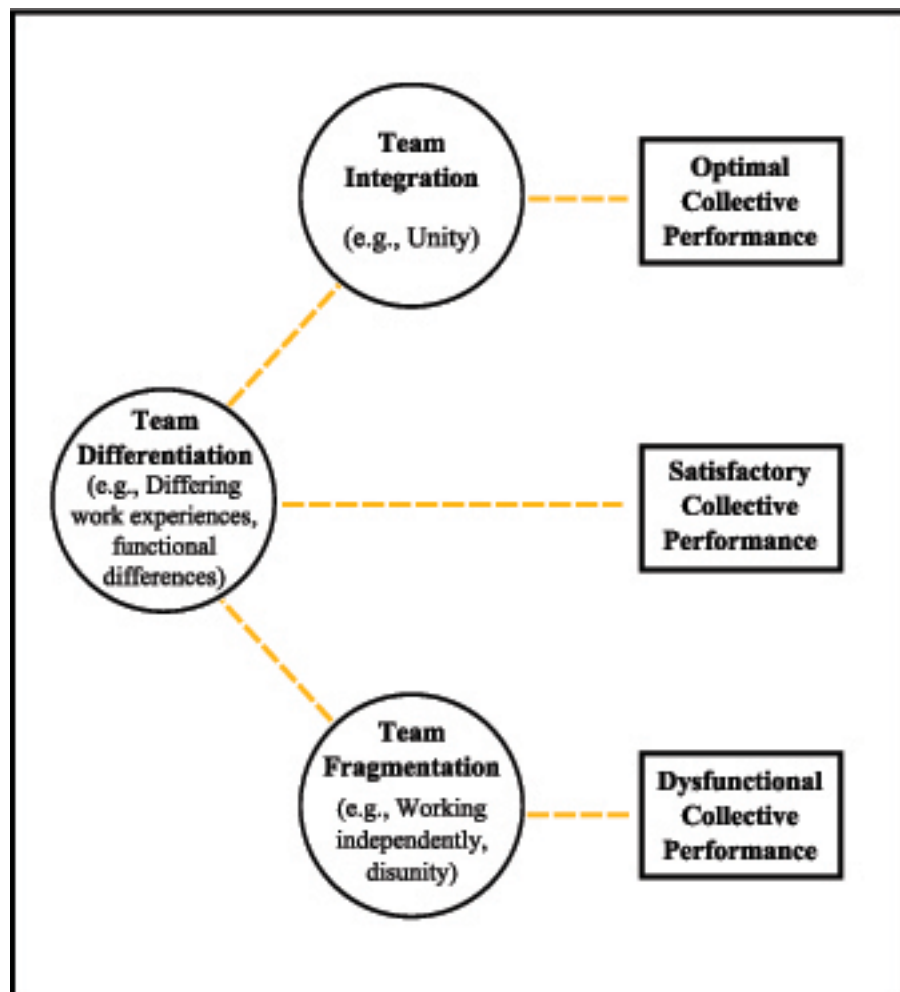 Team
Integration
(e.g., Unity)
Optimal
Collective
Performance
Team
Differentiation
(e.g., Differing
work experiences,
functional
differences)
Satisfactory
Collective
Performance
Team
Fragmentation
(e.g., Working
independently,
disunity)
Dysfunctional
Collective
Performance